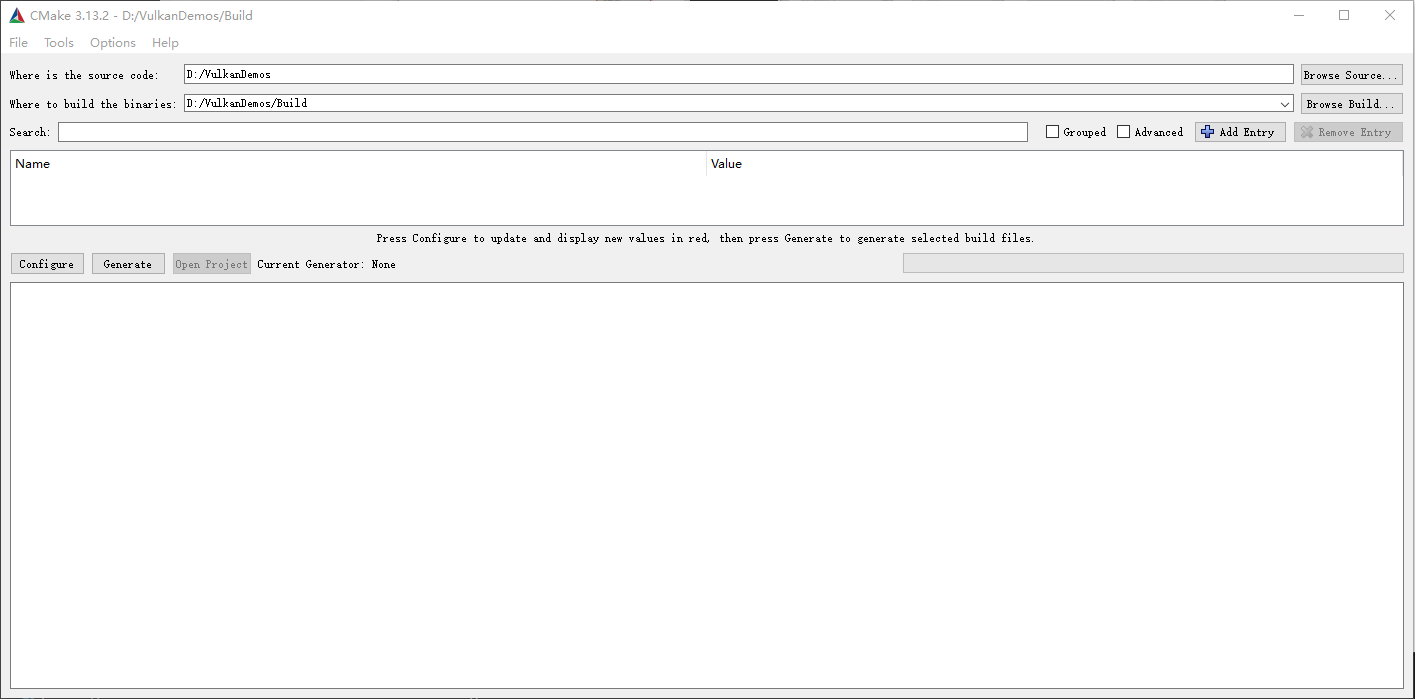 CMake 3.13.2 - D:/VulkanDemos/Build
File Tools Options Help
Where is the source code: D:/VulkanDemos Browse Source...
Where to build the binaries: D:/VulkanDemos/Build Browse Build...
Search: Grouped Advanced Add Entry Remove Entry
Name Value
Press Configure to update and display new values in red, then press Generate to generate selected build files.
Configure Generate Open Project Current Generator: None